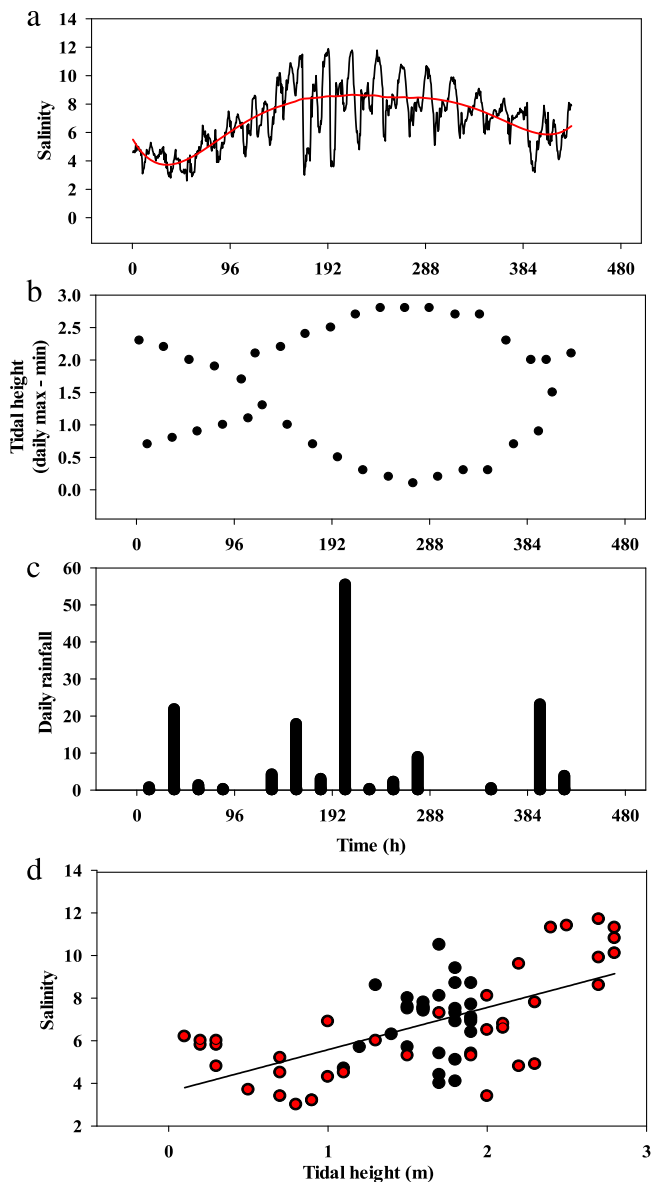 a
14
12
10
8
6
4
2
0
Salinity
0 96 192 288 384 480
b
3.0
2.5
2.0
1.5
1.0
0.5
0.0
Tidal height
(daily max - min)
0 96 192 288 384 480
c
60
50
40
30
20
10
0
Daily rainfall
0 96 192 288 384 480
Time (h)
d
14
12
10
8
6
4
2
Salinity
0 1 2 3
Tidal height (m)